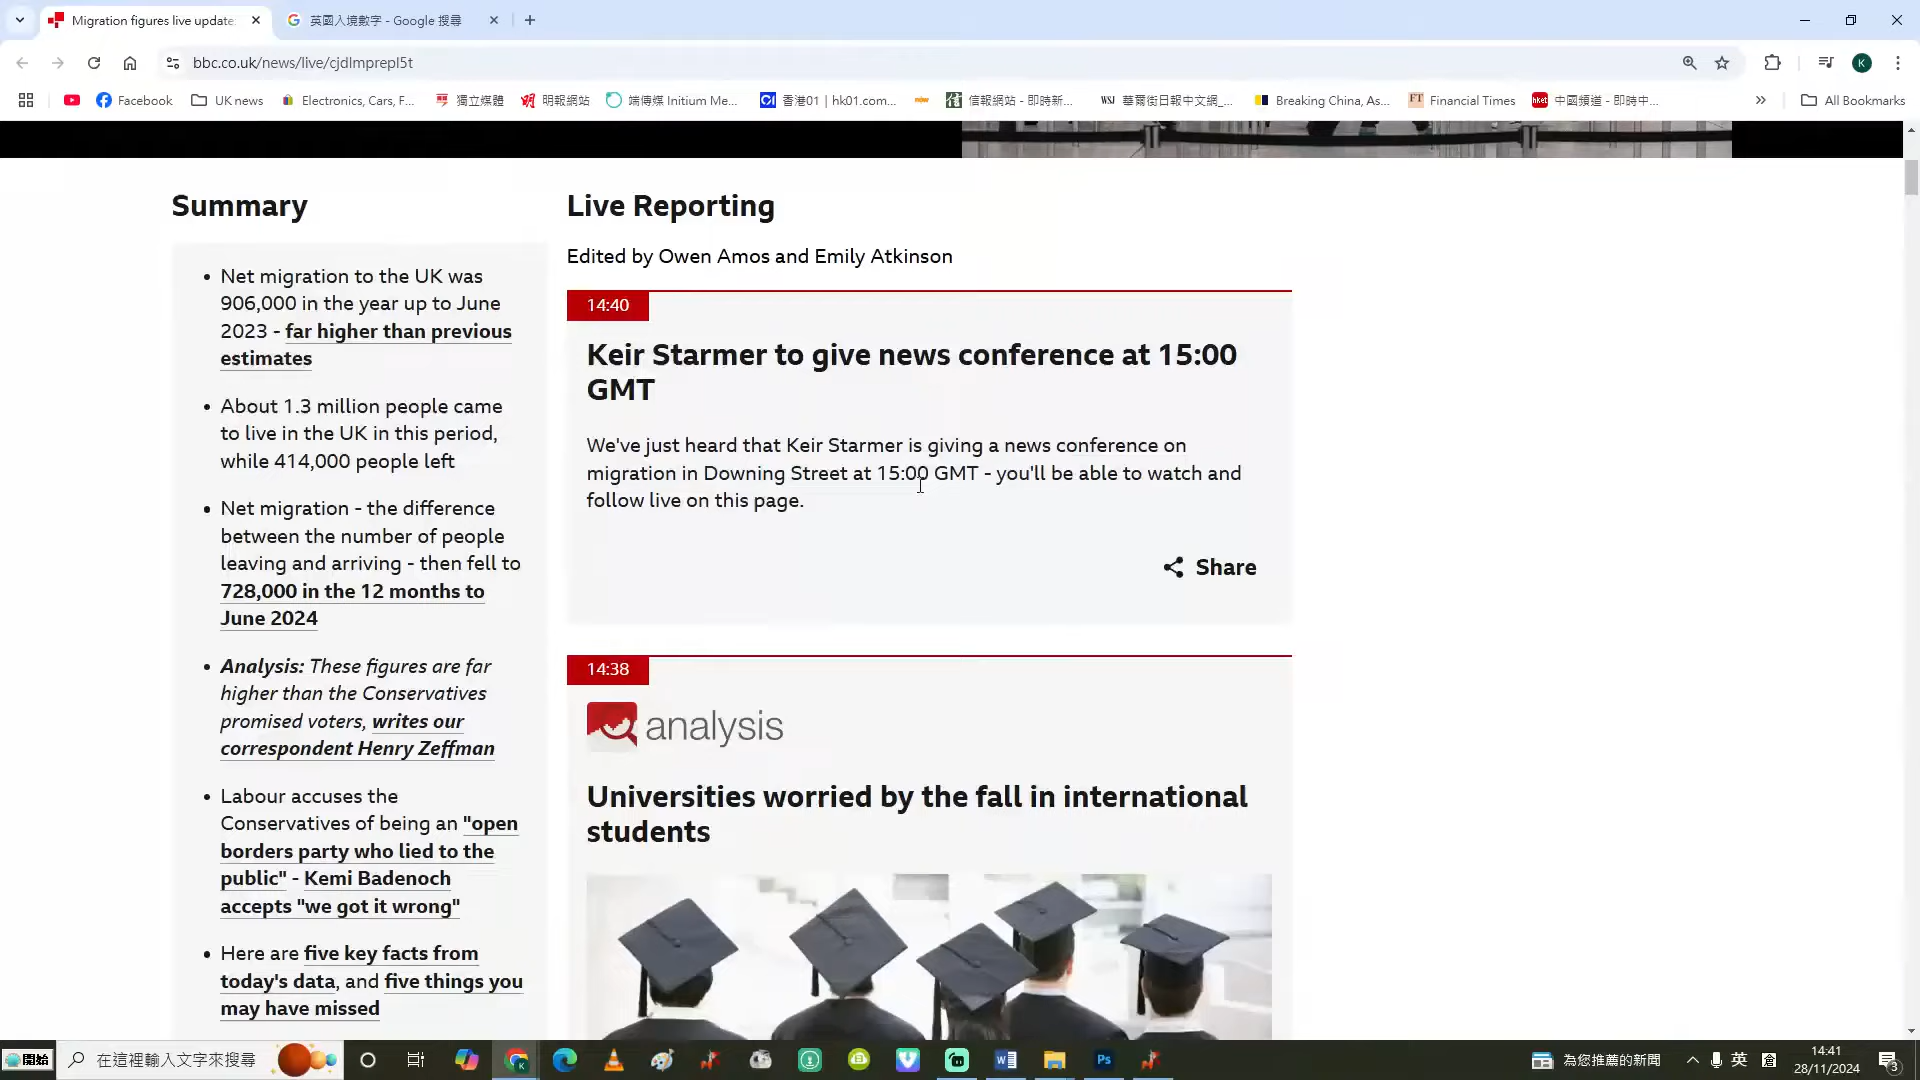 Migration figures live update
英國入境數字 - Google 搜尋
bbc.co.uk/news/live/cjdlmprepl5t
K
Facebook
UK news
Electronics, Cars, F...
獨立媒體
明報網站
端傳媒 Initium Me...
香港01 | hk01.com...
信報網站 - 即時新...
WSJ
華爾街日報中文網_...
Breaking China, As...
FT
Financial Times
hket
中國頻道 - 即時中...
All Bookmarks
Summary
Net migration to the UK was
906,000 in the year up to June
2023 - far higher than previous
estimates
About 1.3 million people came
to live in the UK in this period,
while 414,000 people left
Net migration - the difference
between the number of people
leaving and arriving - then fell to
728,000 in the 12 months to
June 2024
Analysis: These figures are far
higher than the Conservatives
promised voters, writes our
correspondent Henry Zeffman
Labour accuses the
Conservatives of being an "open
borders party who lied to the
public" - Kemi Badenoch
accepts "we got it wrong"
Here are five key facts from
today's data, and five things you
may have missed
Live Reporting
Edited by Owen Amos and Emily Atkinson
14:40
Keir Starmer to give news conference at 15:00
GMT
We've just heard that Keir Starmer is giving a news conference on
migration in Downing Street at 15:00 GMT - you'll be able to watch and
follow live on this page.
Share
14:38
analysis
Universities worried by the fall in international
students
開始
在這裡輸入文字來搜尋
Ps
為您推薦的新聞
英
倉
14:41
28/11/2024
3